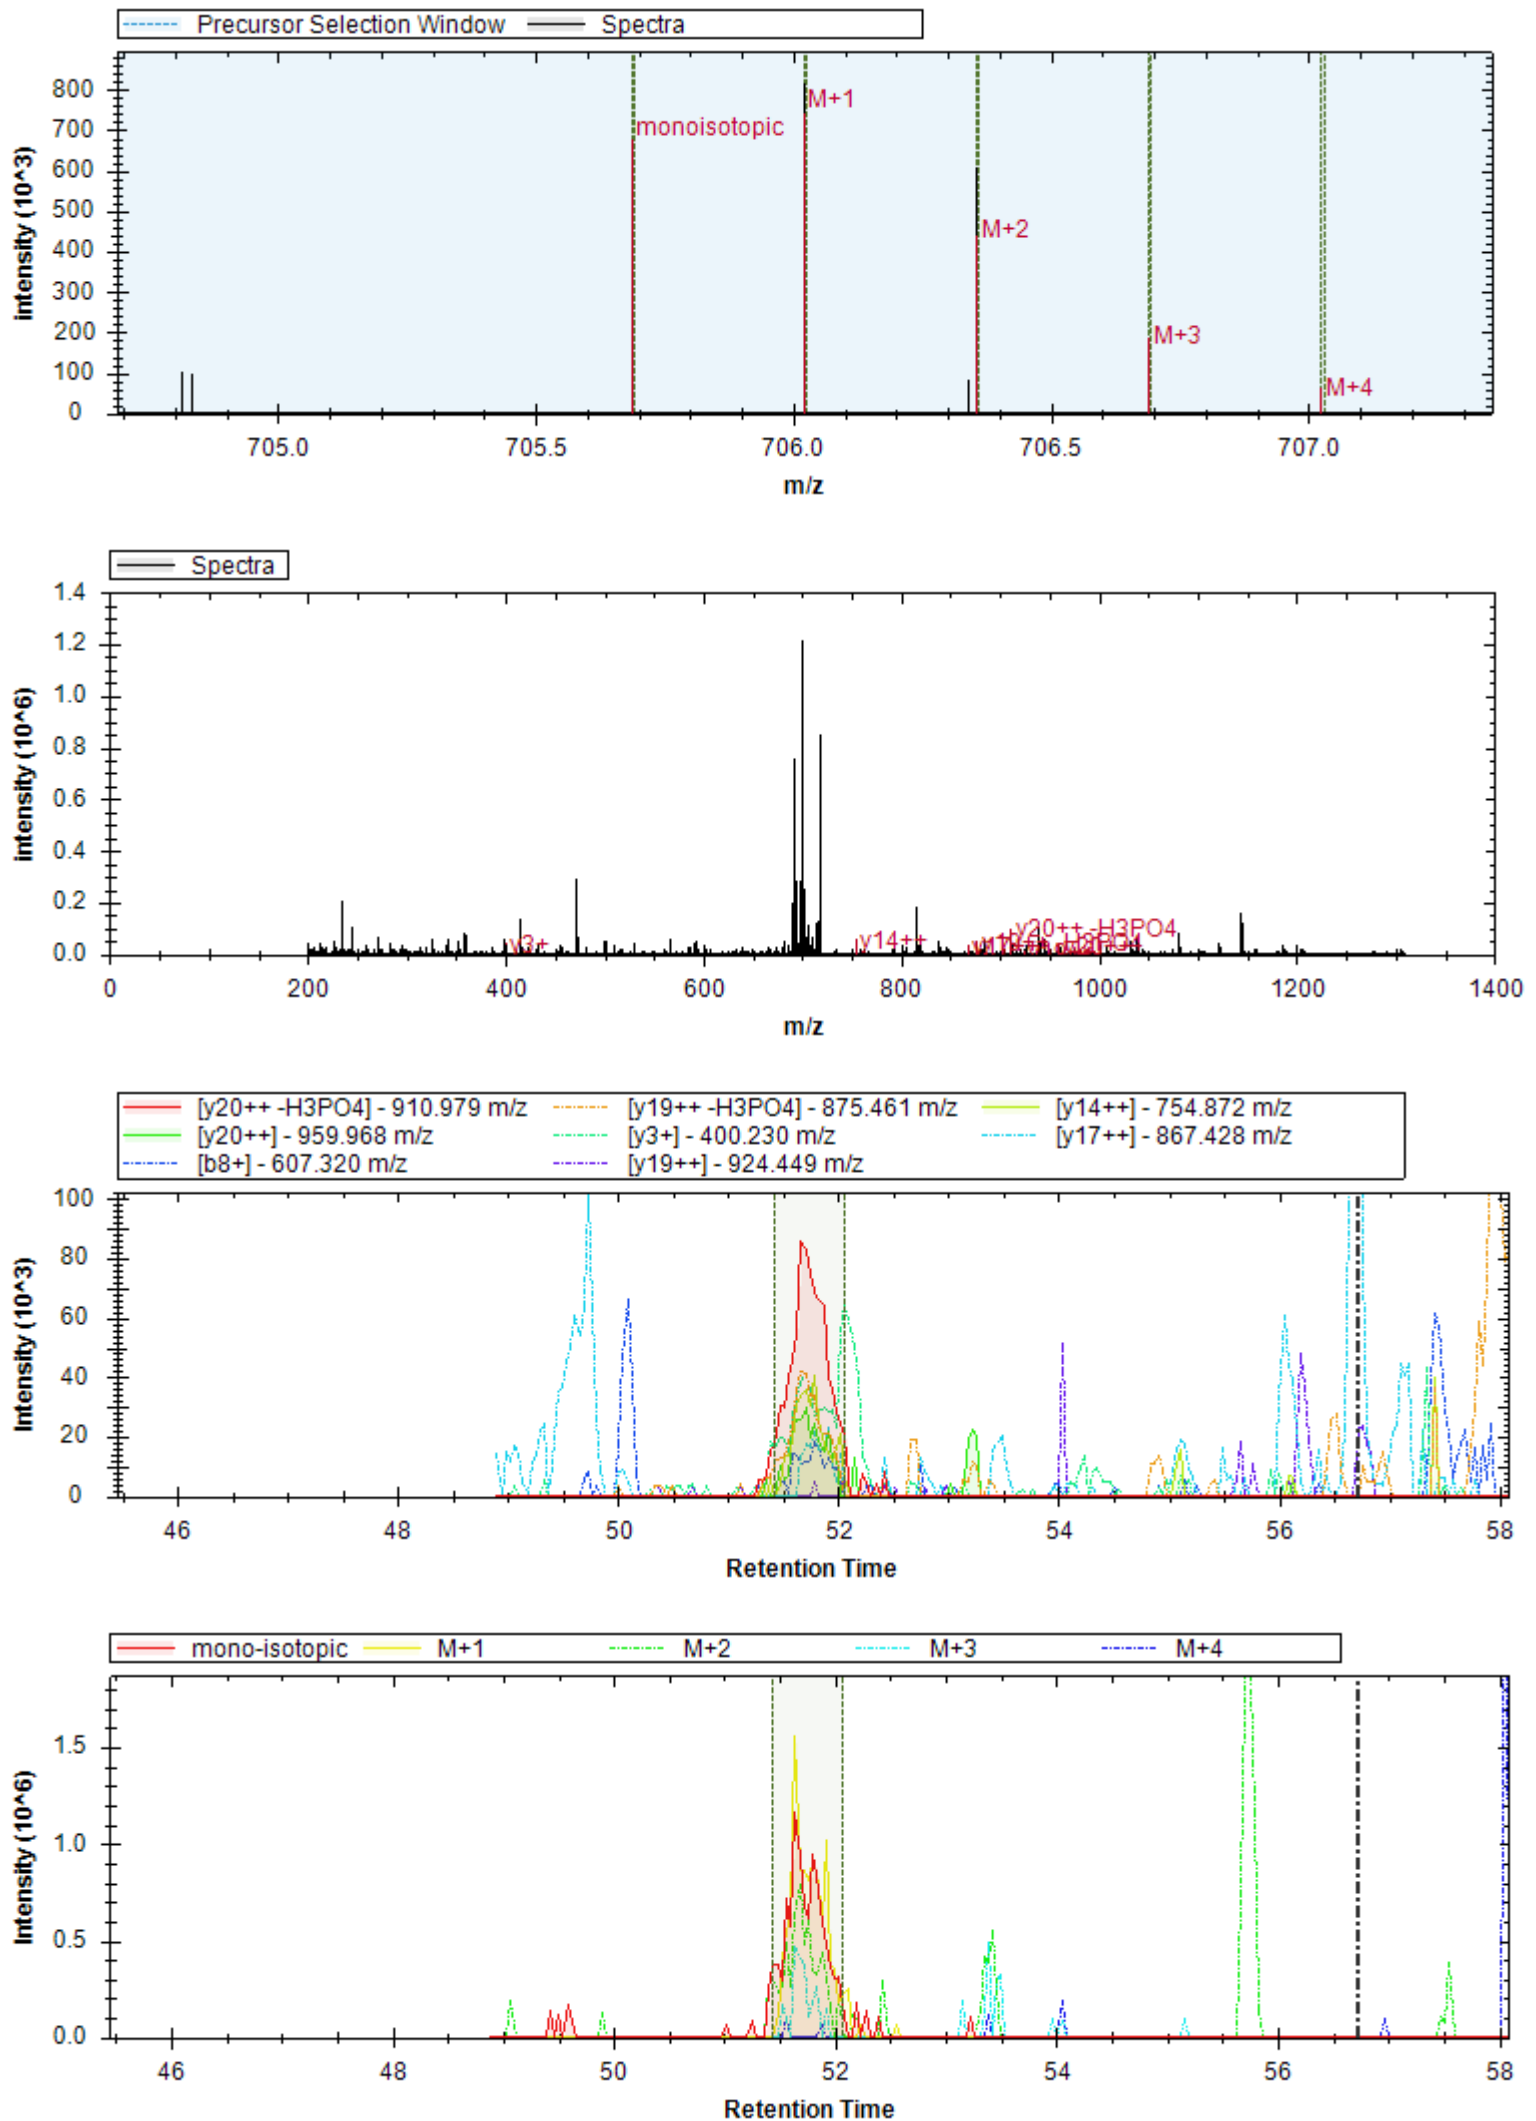 Precursor Selection Window Spectra
intensity (10^3)
800
700
600
500
400
300
200
100
0
monoisotopic
M+1
M+2
M+3
M+4
705.0 705.5 706.0 706.5 707.0
m/z
Spectra
intensity (10^6)
1.4
1.2
1.0
0.8
0.6
0.4
0.2
0.0
y3+
y14++
y20++ -H3PO4
0 200 400 600 800 1000 1200 1400
m/z
[y20++ -H3PO4] - 910.979 m/z [y19++ -H3PO4] - 875.461 m/z [y14++] - 754.872 m/z
[y20++] - 959.968 m/z [y3+] - 400.230 m/z [y17++] - 867.428 m/z
[b8+] - 607.320 m/z [y19++] - 924.449 m/z
Intensity (10^3)
100
80
60
40
20
0
46 48 50 52 54 56 58
Retention Time
mono-isotopic M+1 M+2 M+3 M+4
Intensity (10^6)
1.5
1.0
0.5
0.0
46 48 50 52 54 56 58
Retention Time